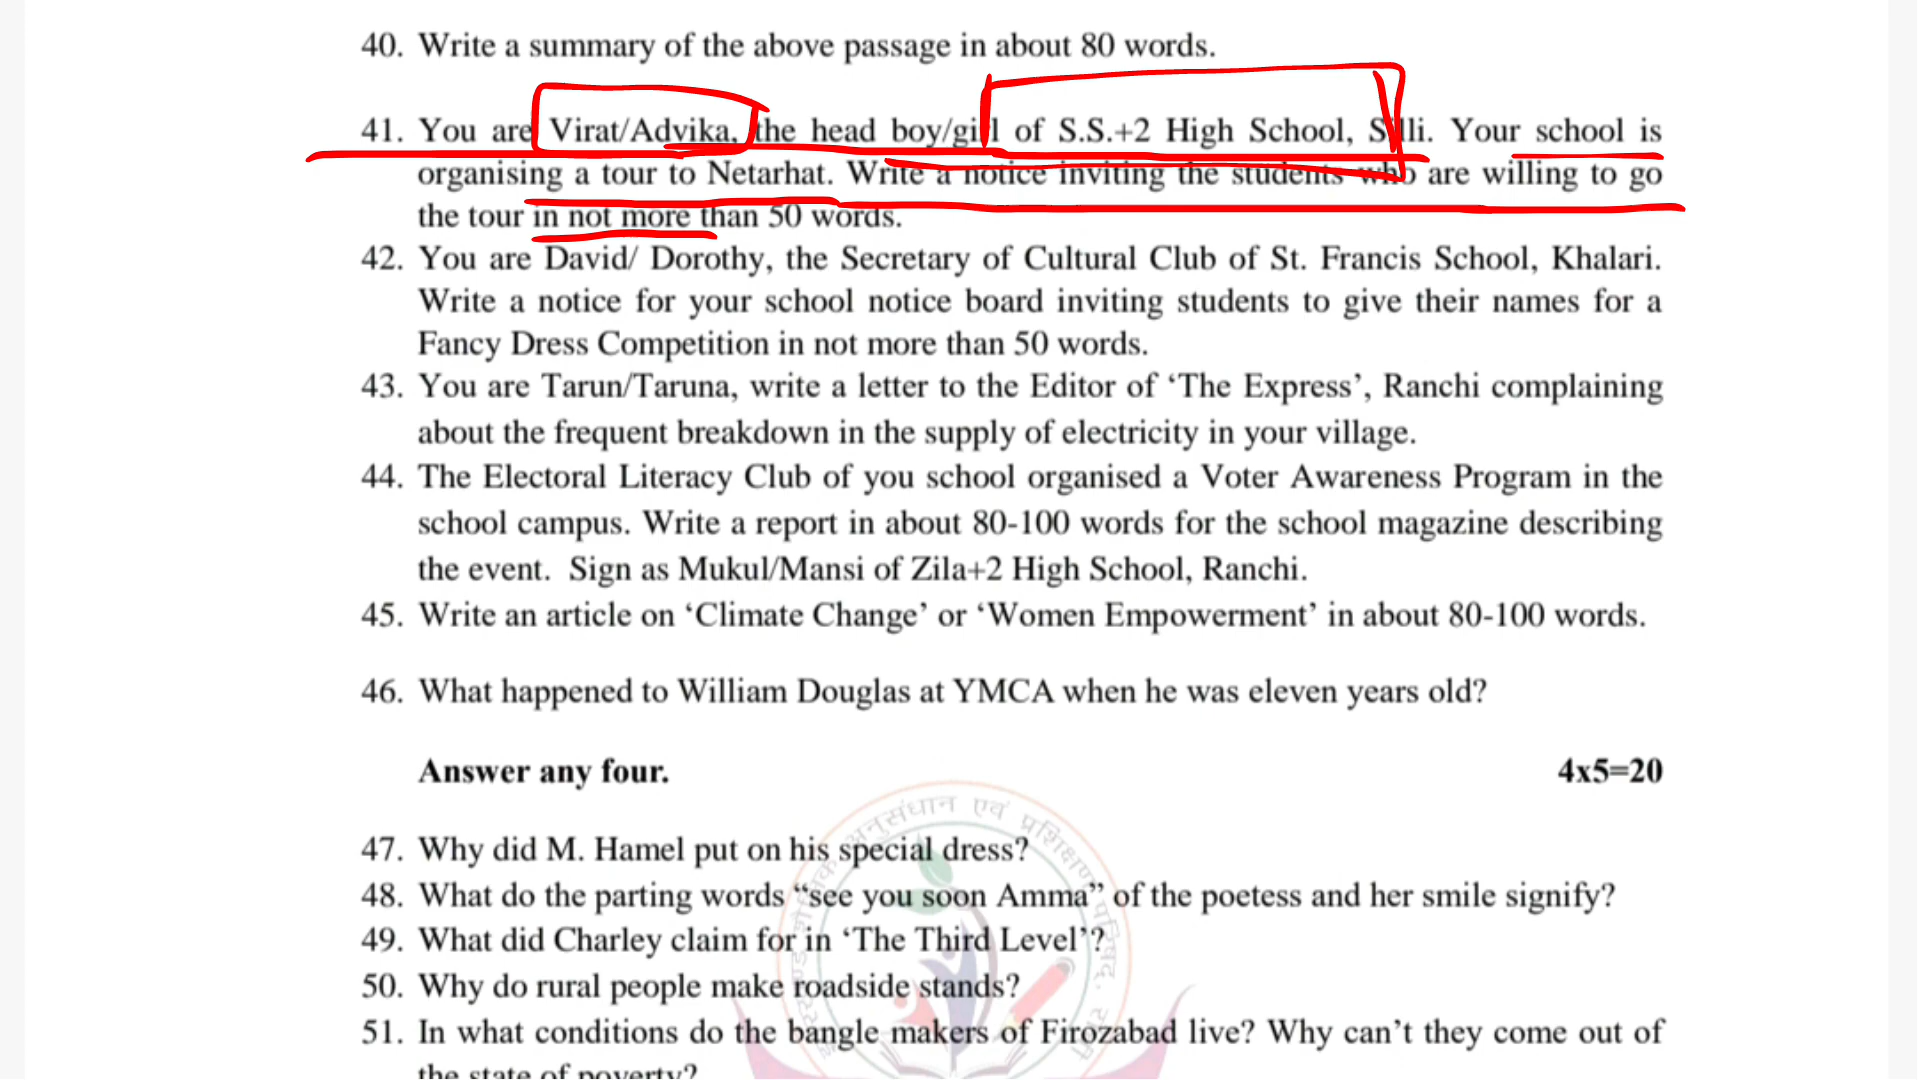 40. Write a summary of the above passage in about 80 words.
41. You are Virat/Advika, the head boy/girl of S.S.+2 High School, Silli. Your school is
organising a tour to Netarhat. Write a notice inviting the students who are willing to go
the tour in not more than 50 words.
42. You are David/ Dorothy, the Secretary of Cultural Club of St. Francis School, Khalari.
Write a notice for your school notice board inviting students to give their names for a
Fancy Dress Competition in not more than 50 words.
43. You are Tarun/Taruna, write a letter to the Editor of ‘The Express’, Ranchi complaining
about the frequent breakdown in the supply of electricity in your village.
44. The Electoral Literacy Club of you school organised a Voter Awareness Program in the
school campus. Write a report in about 80-100 words for the school magazine describing
the event. Sign as Mukul/Mansi of Zila+2 High School, Ranchi.
45. Write an article on ‘Climate Change’ or ‘Women Empowerment’ in about 80-100 words.
46. What happened to William Douglas at YMCA when he was eleven years old?
Answer any four. 4x5=20
47. Why did M. Hamel put on his special dress?
48. What do the parting words “see you soon Amma” of the poetess and her smile signify?
49. What did Charley claim for in ‘The Third Level’?
50. Why do rural people make roadside stands?
51. In what conditions do the bangle makers of Firozabad live? Why can’t they come out of
the state of poverty?
अनुसंधान एवं प्रशिक्षण परिषद,